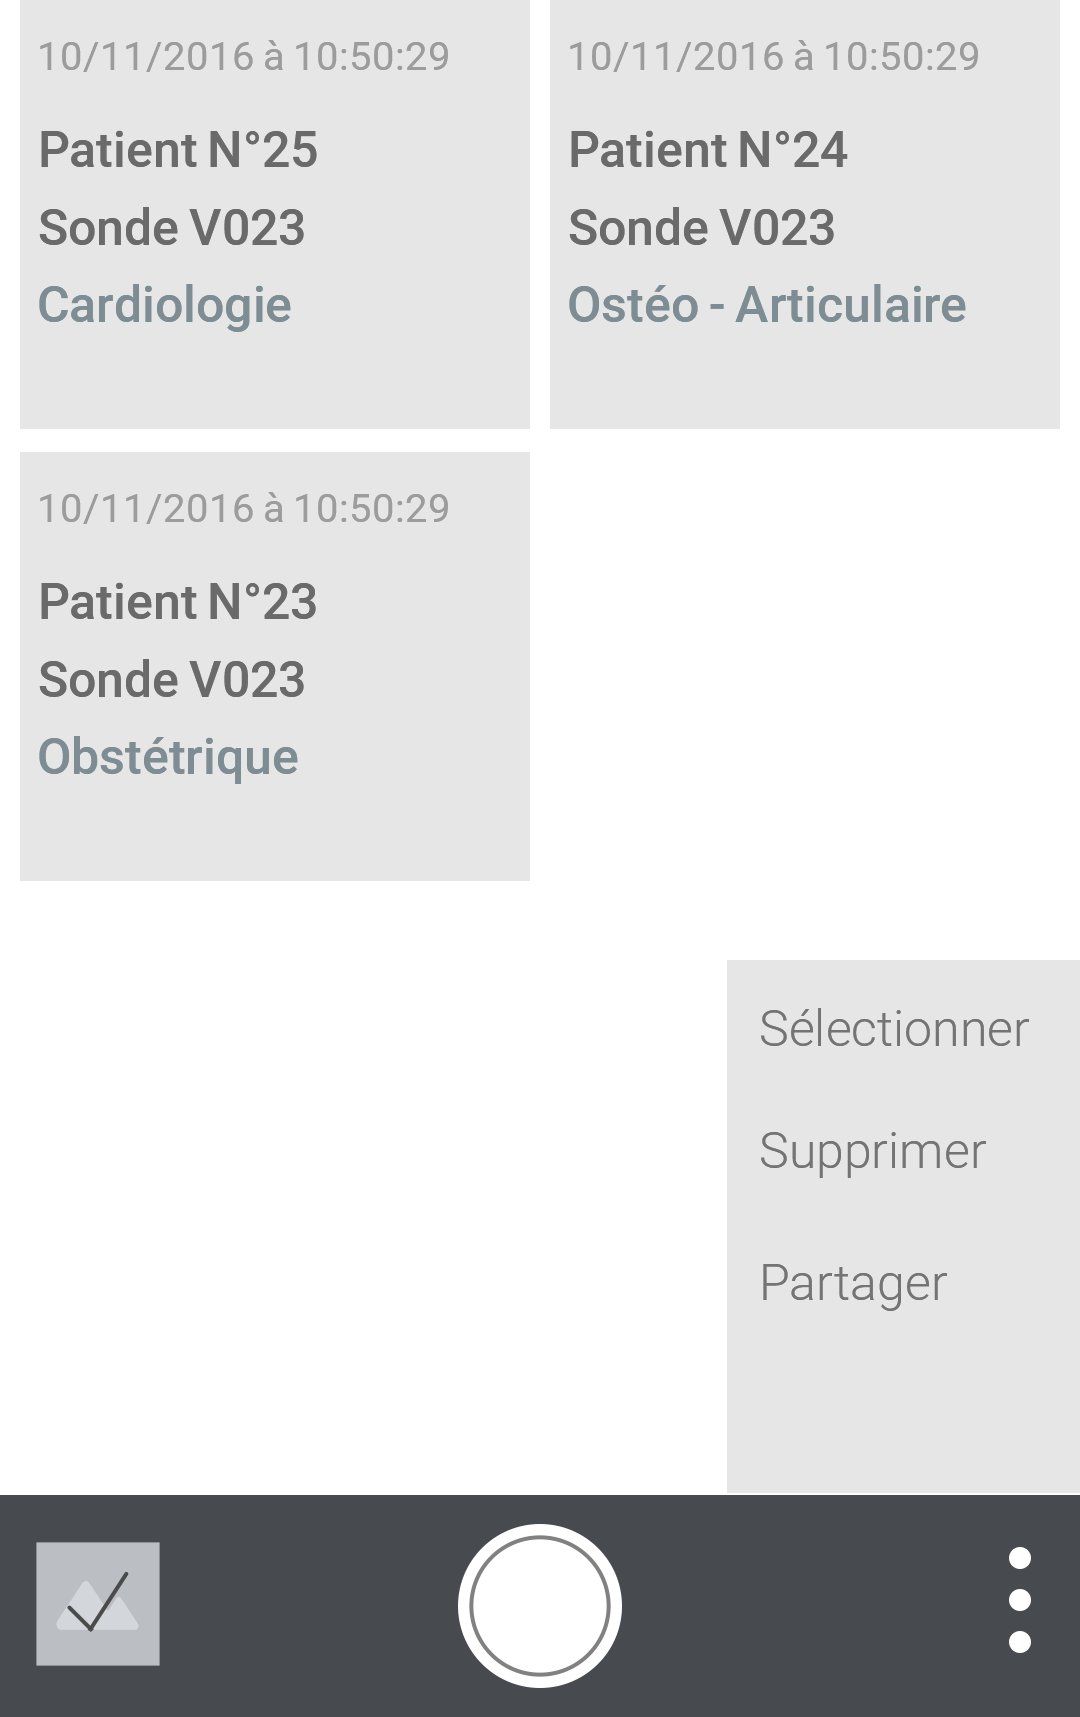 10/11/2016 à 10:50:29
Patient N°25
Sonde V023
Cardiologie
10/11/2016 à 10:50:29
Patient N°24
Sonde V023
Ostéo - Articulaire
10/11/2016 à 10:50:29
Patient N°23
Sonde V023
Obstétrique
Sélectionner
Supprimer
Partager